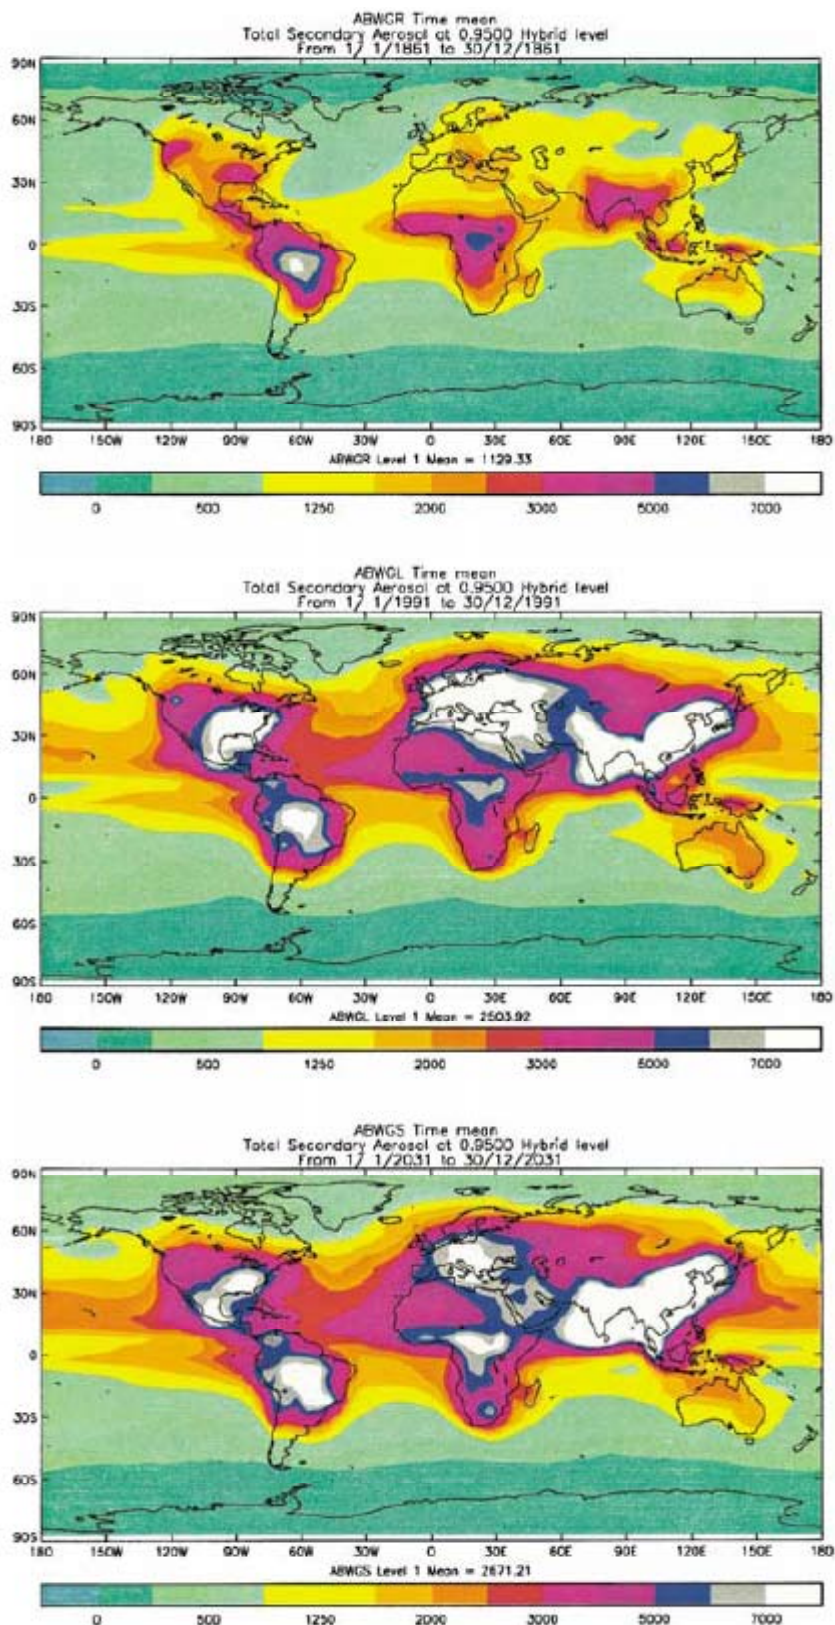 ABWGR Time mean
Total Secondary Aerosol at 0.9500 Hybrid level
From 1/ 1/1861 to 30/12/1861
90N
60N
30N
0
30S
60S
90S
180 150W 120W 90W 60W 30W 0 30E 60E 90E 120E 150E 180
ABWGR Level 1 Mean = 1129.33
0 500 1250 2000 3000 5000 7000
ABWGL Time mean
Total Secondary Aerosol at 0.9500 Hybrid level
From 1/ 1/1991 to 30/12/1991
90N
60N
30N
0
30S
60S
90S
180 150W 120W 90W 60W 30W 0 30E 60E 90E 120E 150E 180
ABWGL Level 1 Mean = 2503.92
0 500 1250 2000 3000 5000 7000
ABWGS Time mean
Total Secondary Aerosol at 0.9500 Hybrid level
From 1/ 1/2031 to 30/12/2031
90N
60N
30N
0
30S
60S
90S
180 150W 120W 90W 60W 30W 0 30E 60E 90E 120E 150E 180
ABWGS Level 1 Mean = 2671.21
0 500 1250 2000 3000 5000 7000